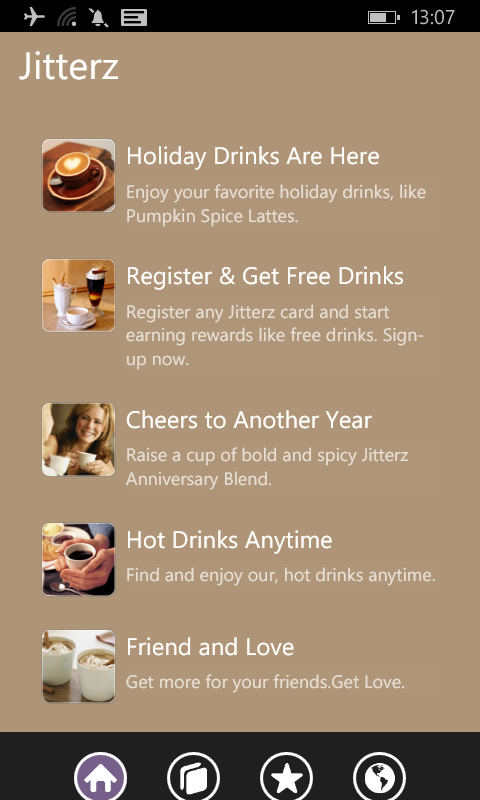 13:07
Jitterz
Holiday Drinks Are Here
Enjoy your favorite holiday drinks, like
Pumpkin Spice Lattes.
Register & Get Free Drinks
Register any Jitterz card and start
earning rewards like free drinks. Sign-
up now.
Cheers to Another Year
Raise a cup of bold and spicy Jitterz
Anniversary Blend.
Hot Drinks Anytime
Find and enjoy our, hot drinks anytime.
Friend and Love
Get more for your friends.Get Love.